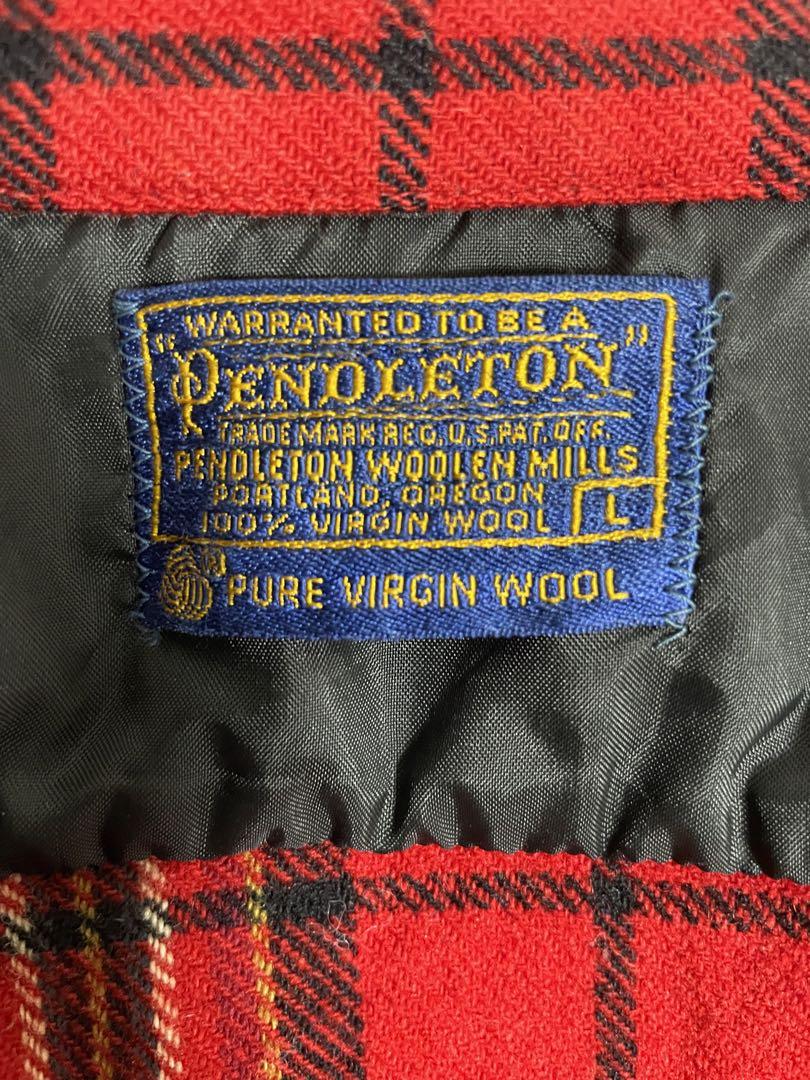 WARRANTED TO BE A
"PENDLETON"
TRADE MARK REG. U.S. PAT. OFF.
PENDLETON WOOLEN MILLS
PORTLAND, OREGON
100% VIRGIN WOOL L
PURE VIRGIN WOOL